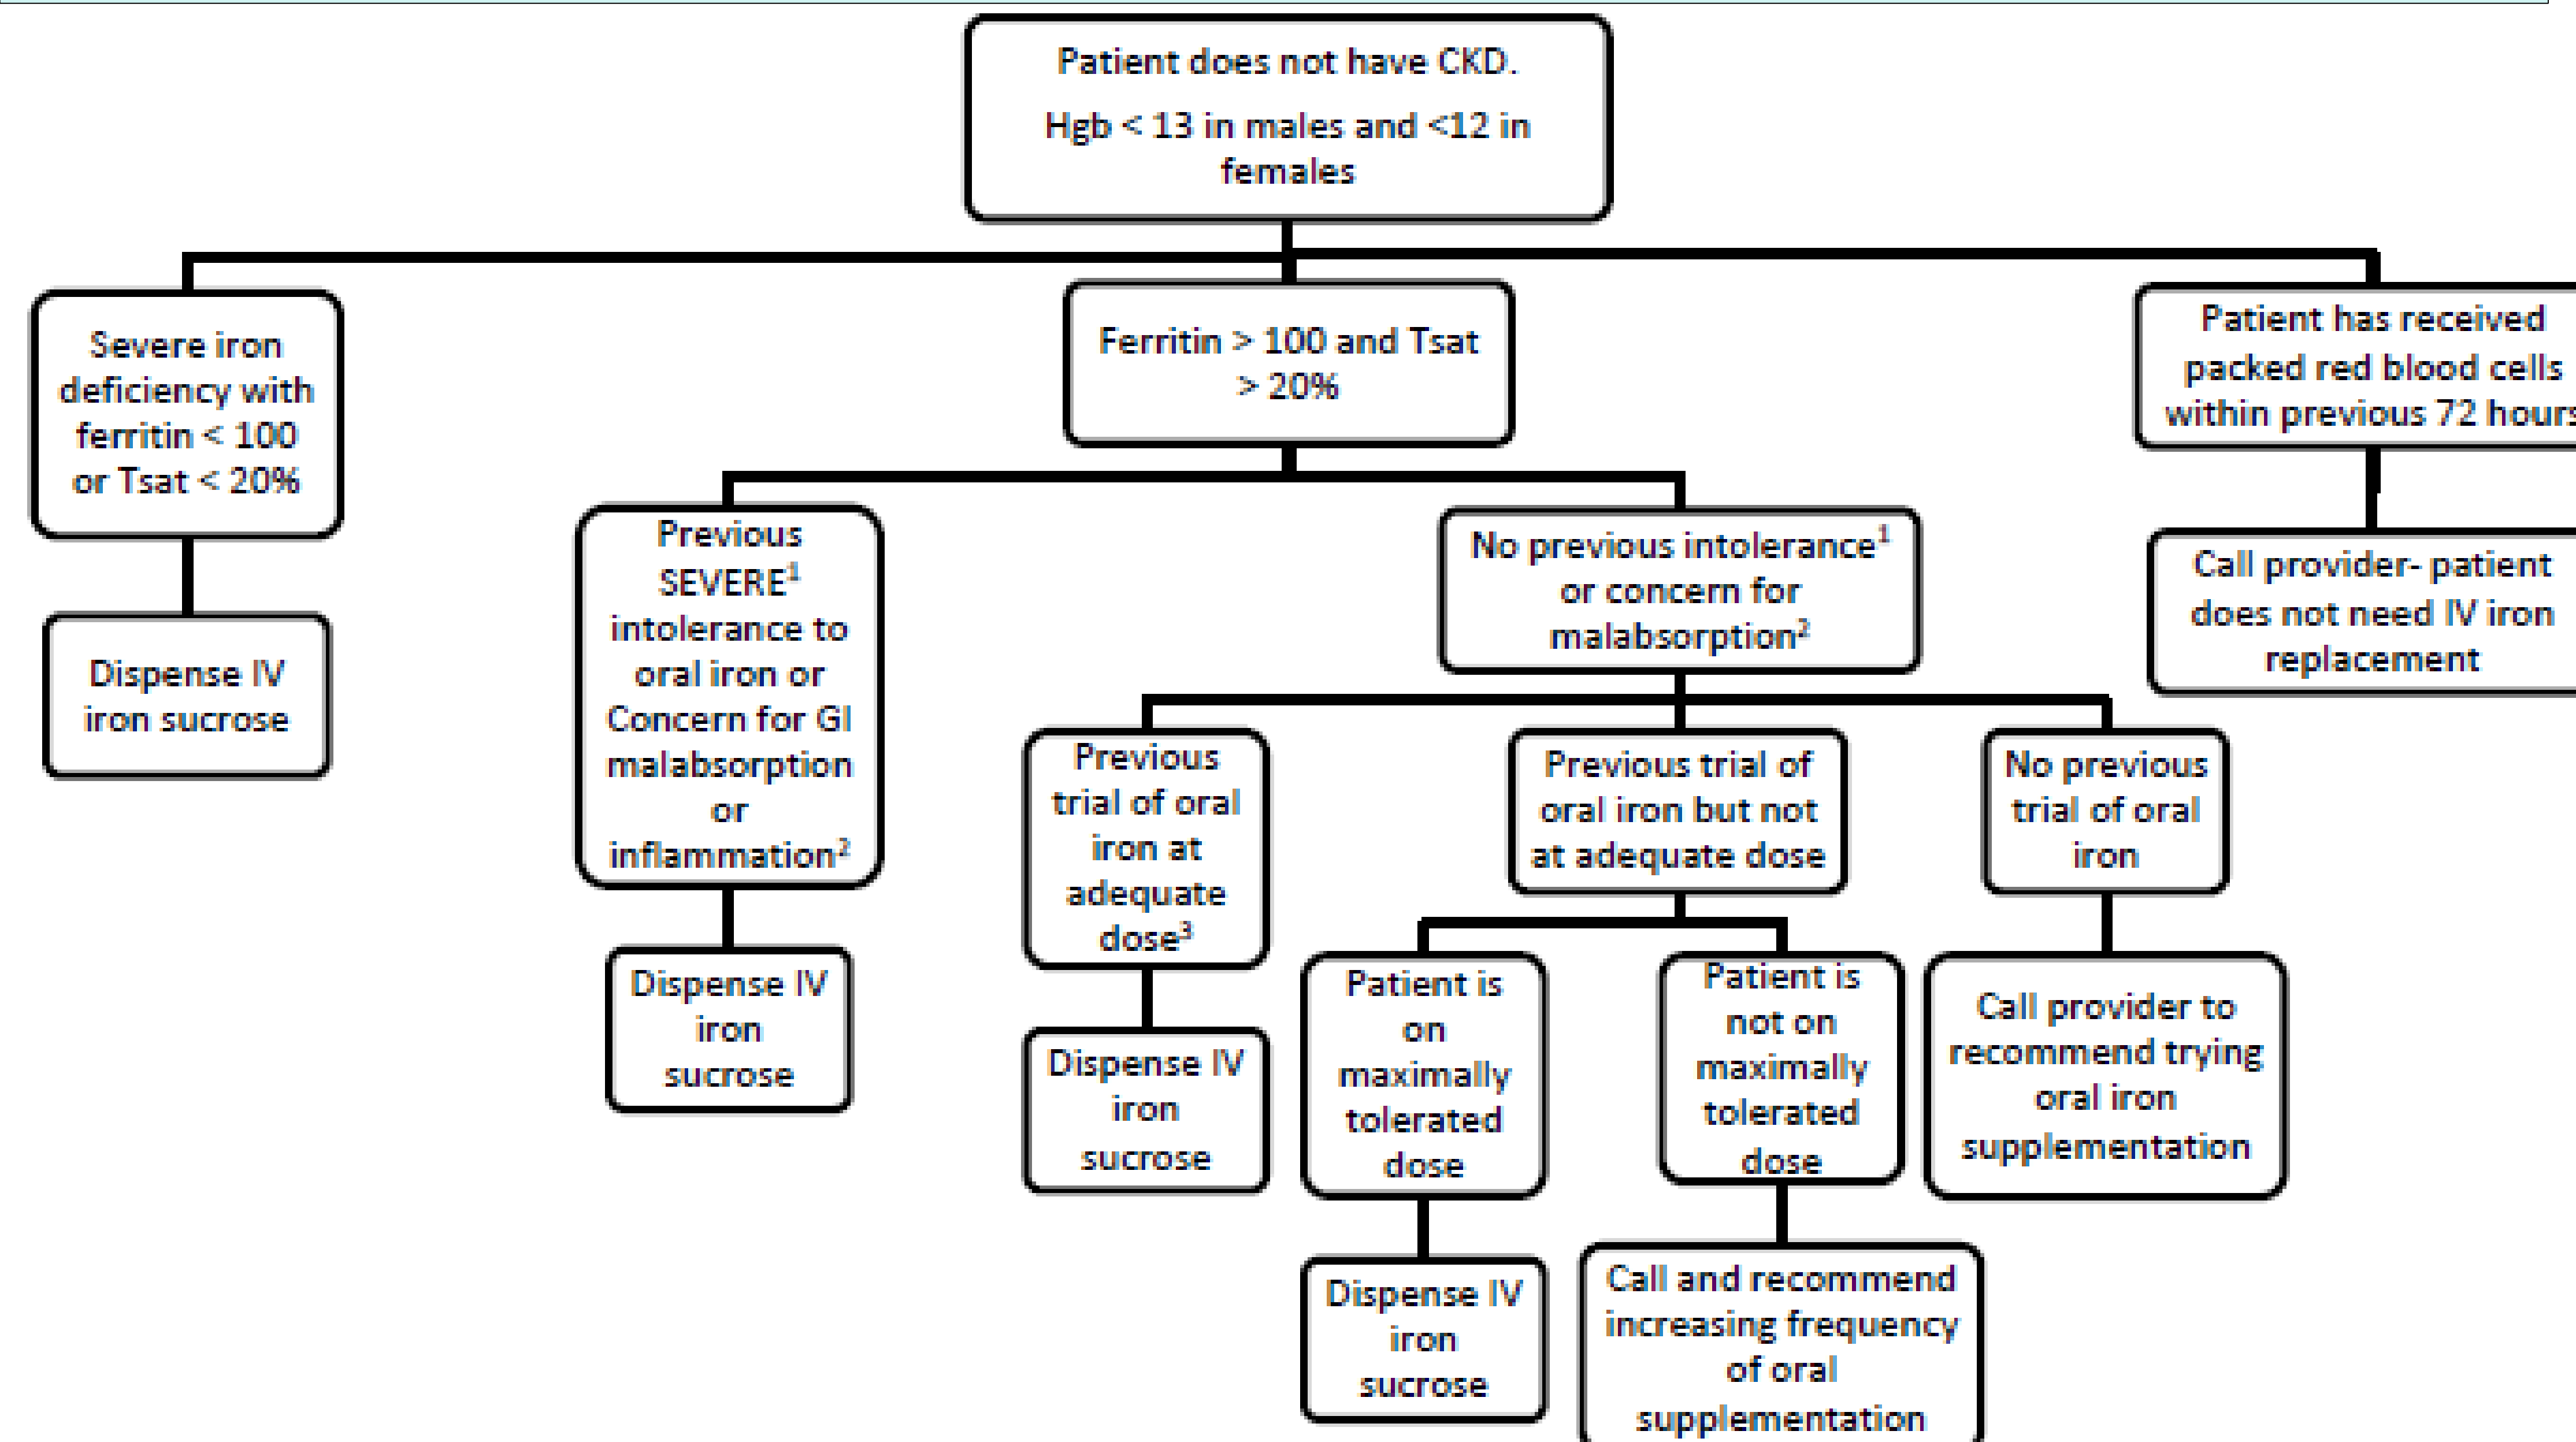 Patient does not have CKD.
Hgb < 13 in males and <12 in
females
Severe iron
deficiency with
ferritin < 100
or Tsat < 20%
Dispense IV
iron sucrose
Ferritin > 100 and Tsat
> 20%
Patient has received
packed red blood cells
within previous 72 hours
Call provider- patient
does not need IV iron
replacement
Previous
SEVERE¹
intolerance to
oral iron or
Concern for GI
malabsorption
or
inflammation²
Dispense IV
iron
sucrose
No previous intolerance¹
or concern for
malabsorption²
Previous
trial of oral
iron at
adequate
dose³
Dispense IV
iron
sucrose
Previous trial of
oral iron but not
at adequate dose
Patient is
on
maximally
tolerated
dose
Dispense IV
iron
sucrose
Patient is
not on
maximally
tolerated
dose
Call and recommend
increasing frequency
of oral
supplementation
No previous
trial of oral
iron
Call provider to
recommend trying
oral iron
supplementation